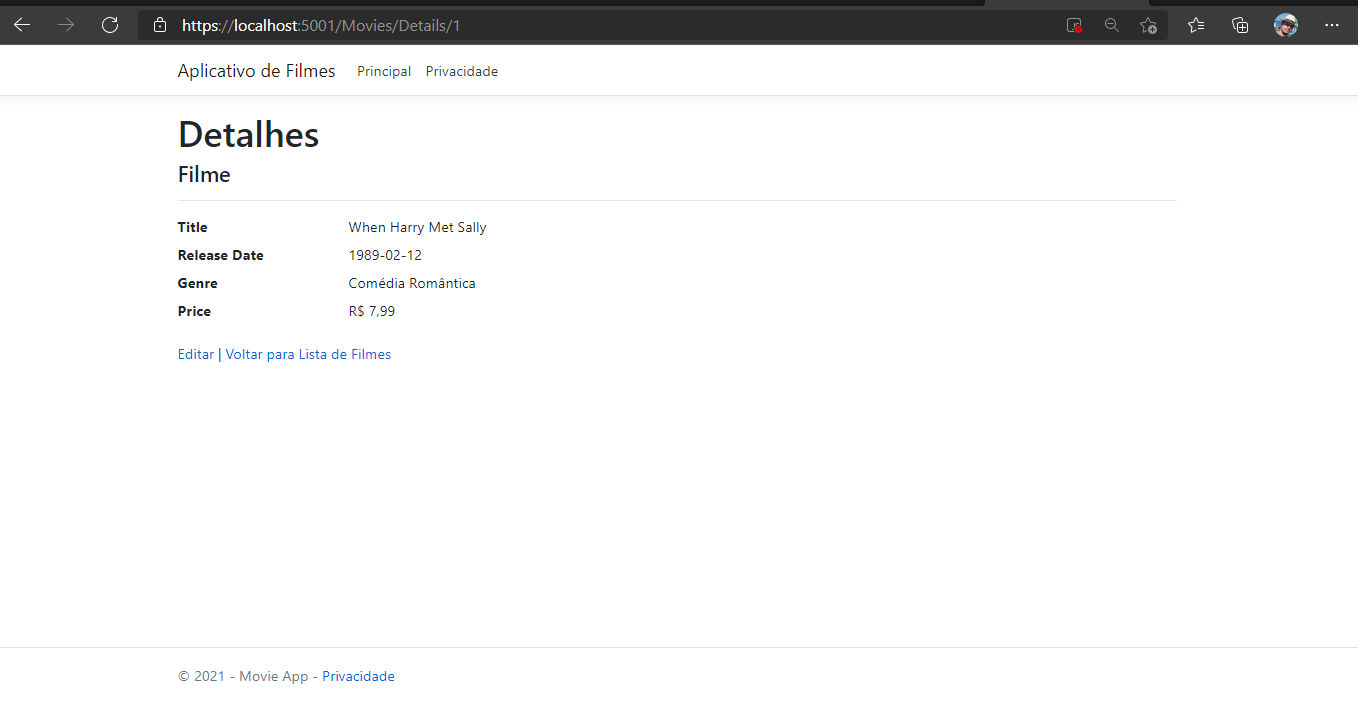 https://localhost:5001/Movies/Details/1
Aplicativo de Filmes Principal Privacidade
Detalhes
Filme
Title When Harry Met Sally
Release Date 1989-02-12
Genre Comédia Romântica
Price R$ 7,99
Editar | Voltar para Lista de Filmes
© 2021 - Movie App - Privacidade